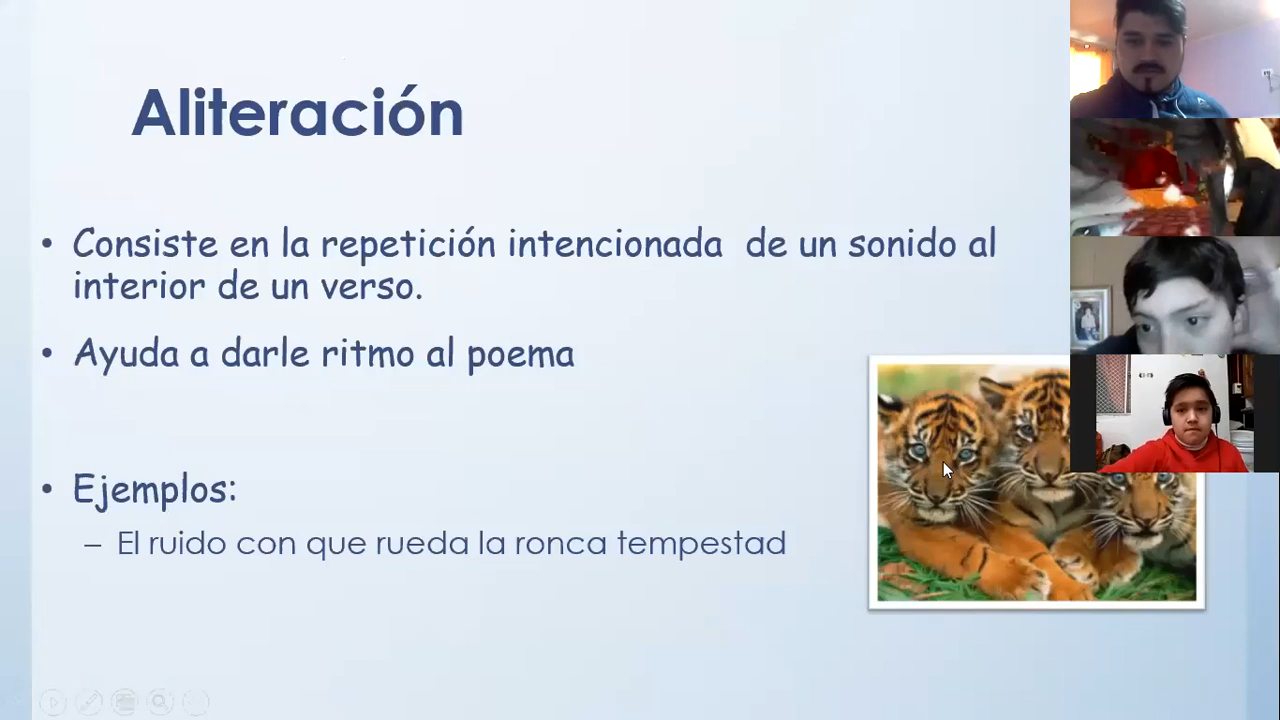 Aliteración
• Consiste en la repetición intencionada de un sonido al
interior de un verso.
• Ayuda a darle ritmo al poema
• Ejemplos:
– El ruido con que rueda la ronca tempestad